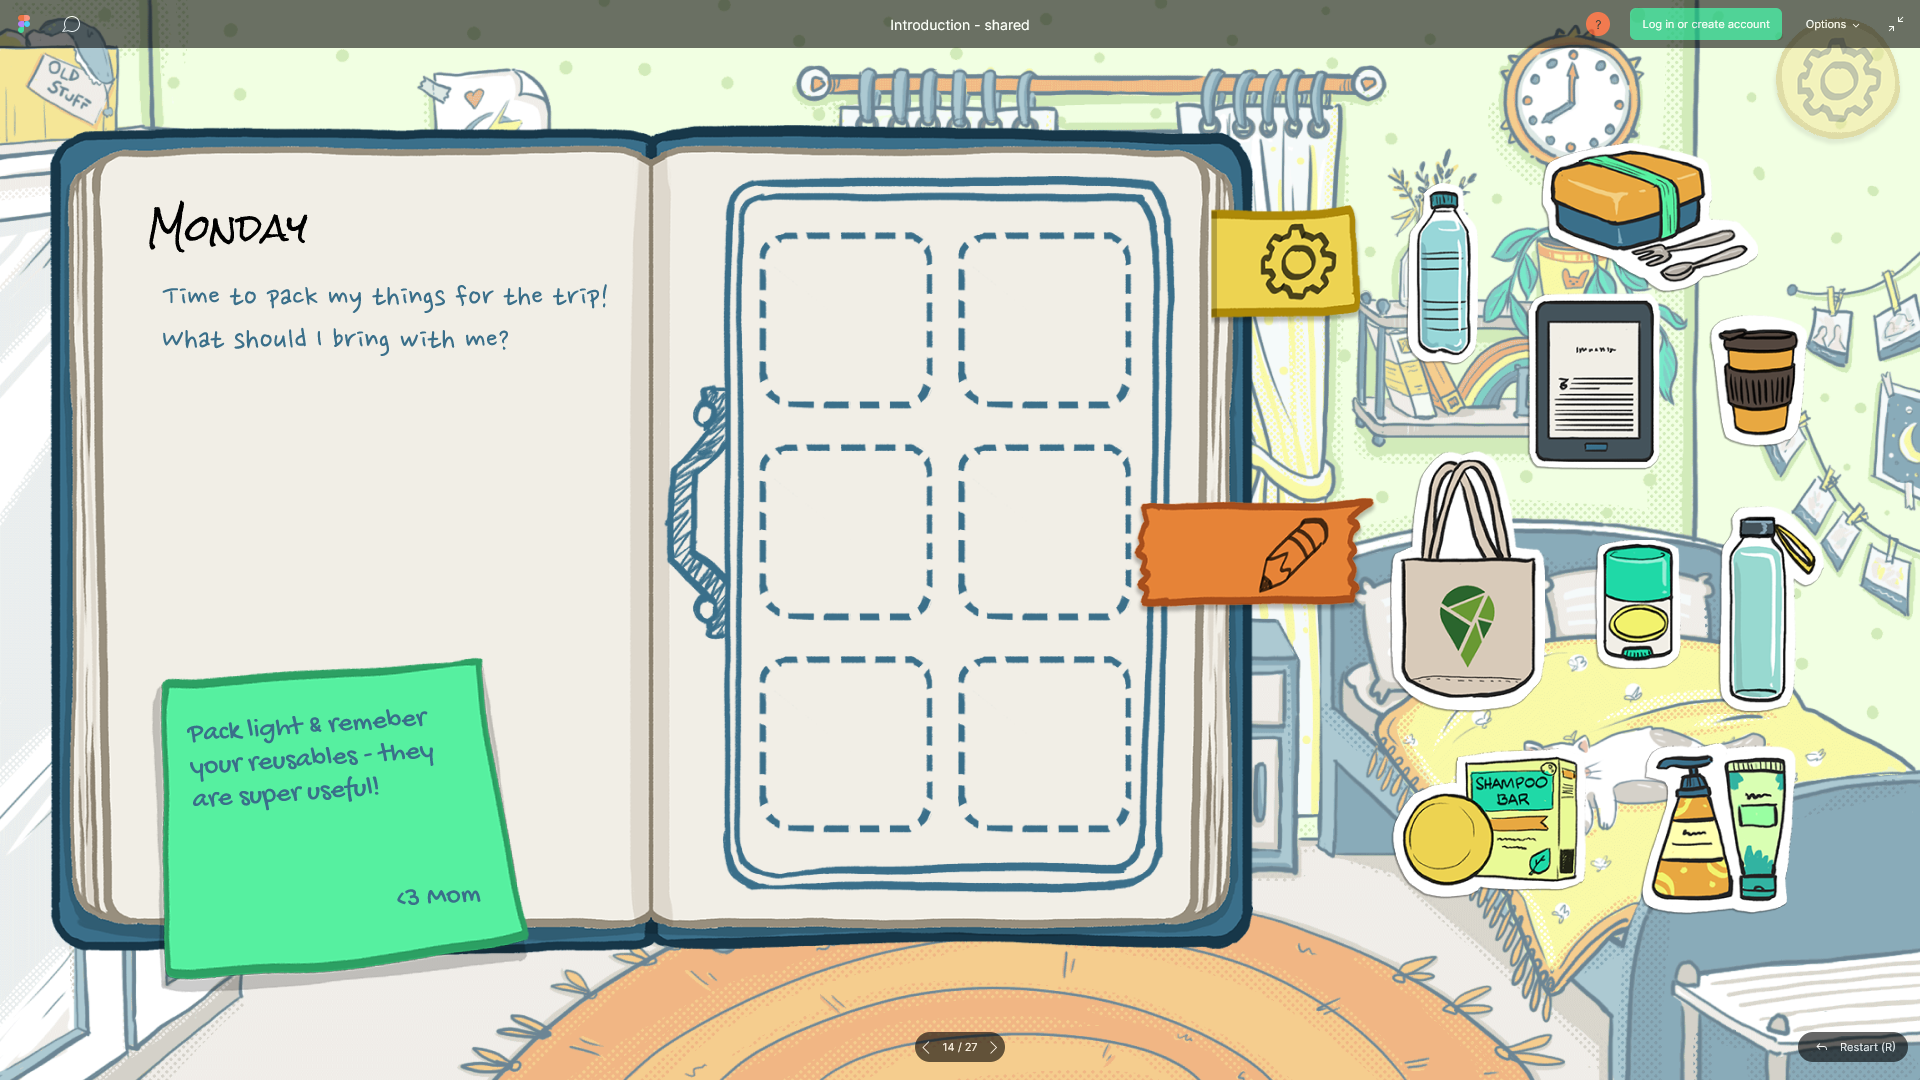 Introduction - shared
?
Log in or create account
Options
OLD
STUFF
MONDAY
Time to pack my things for the trip!
What should I bring with me?
Pack light & remeber
your reusables - they
are super useful!
<3 Mom
SHAMPOO
BAR
14 / 27
Restart (R)